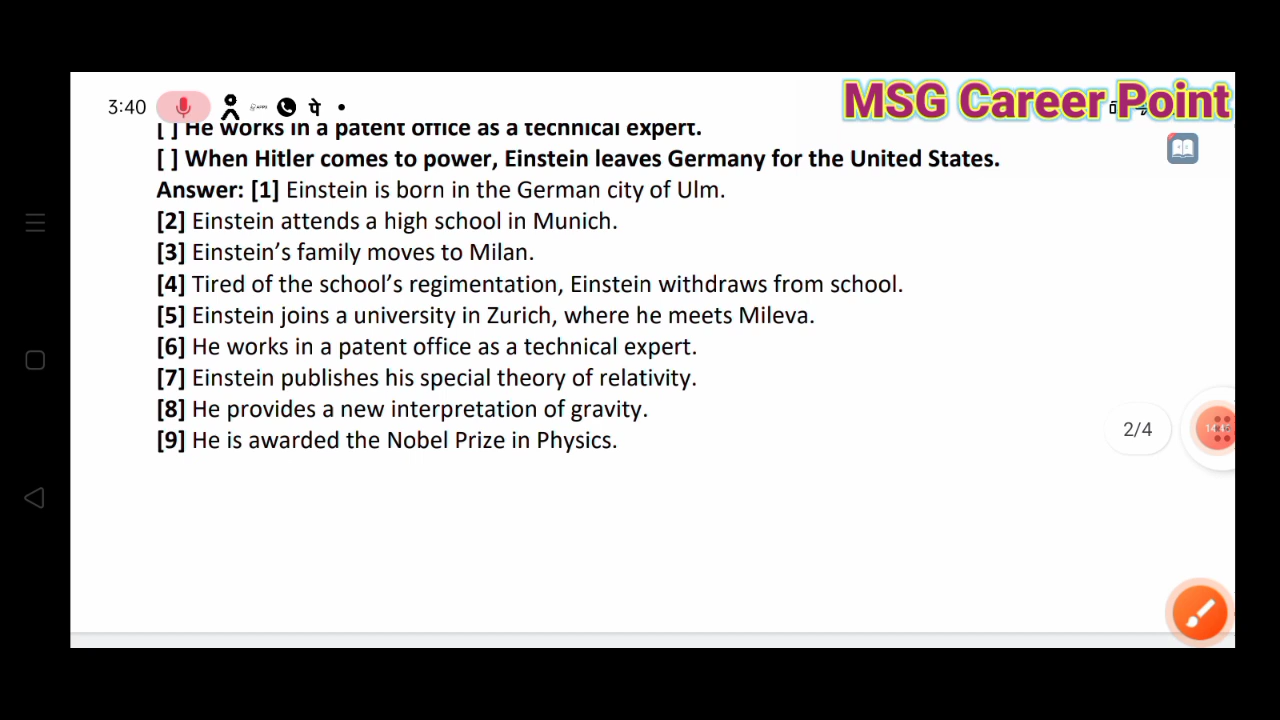 MSG Career Point
3:40 पे
[ ] He works in a patent office as a technical expert.
[ ] When Hitler comes to power, Einstein leaves Germany for the United States.
Answer: [1] Einstein is born in the German city of Ulm.
[2] Einstein attends a high school in Munich.
[3] Einstein’s family moves to Milan.
[4] Tired of the school’s regimentation, Einstein withdraws from school.
[5] Einstein joins a university in Zurich, where he meets Mileva.
[6] He works in a patent office as a technical expert.
[7] Einstein publishes his special theory of relativity.
[8] He provides a new interpretation of gravity.
[9] He is awarded the Nobel Prize in Physics.
2/4